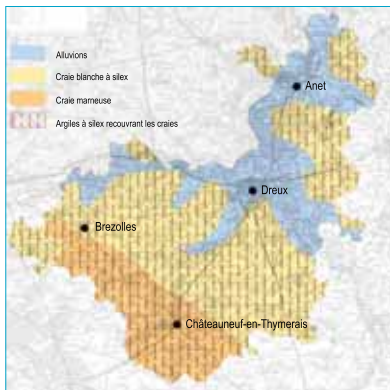 Alluvions
Craie blanche à silex
Craie marneuse
Argiles à silex recouvrant les craies
Anet
Dreux
Brezolles
Châteauneuf-en-Thymerais